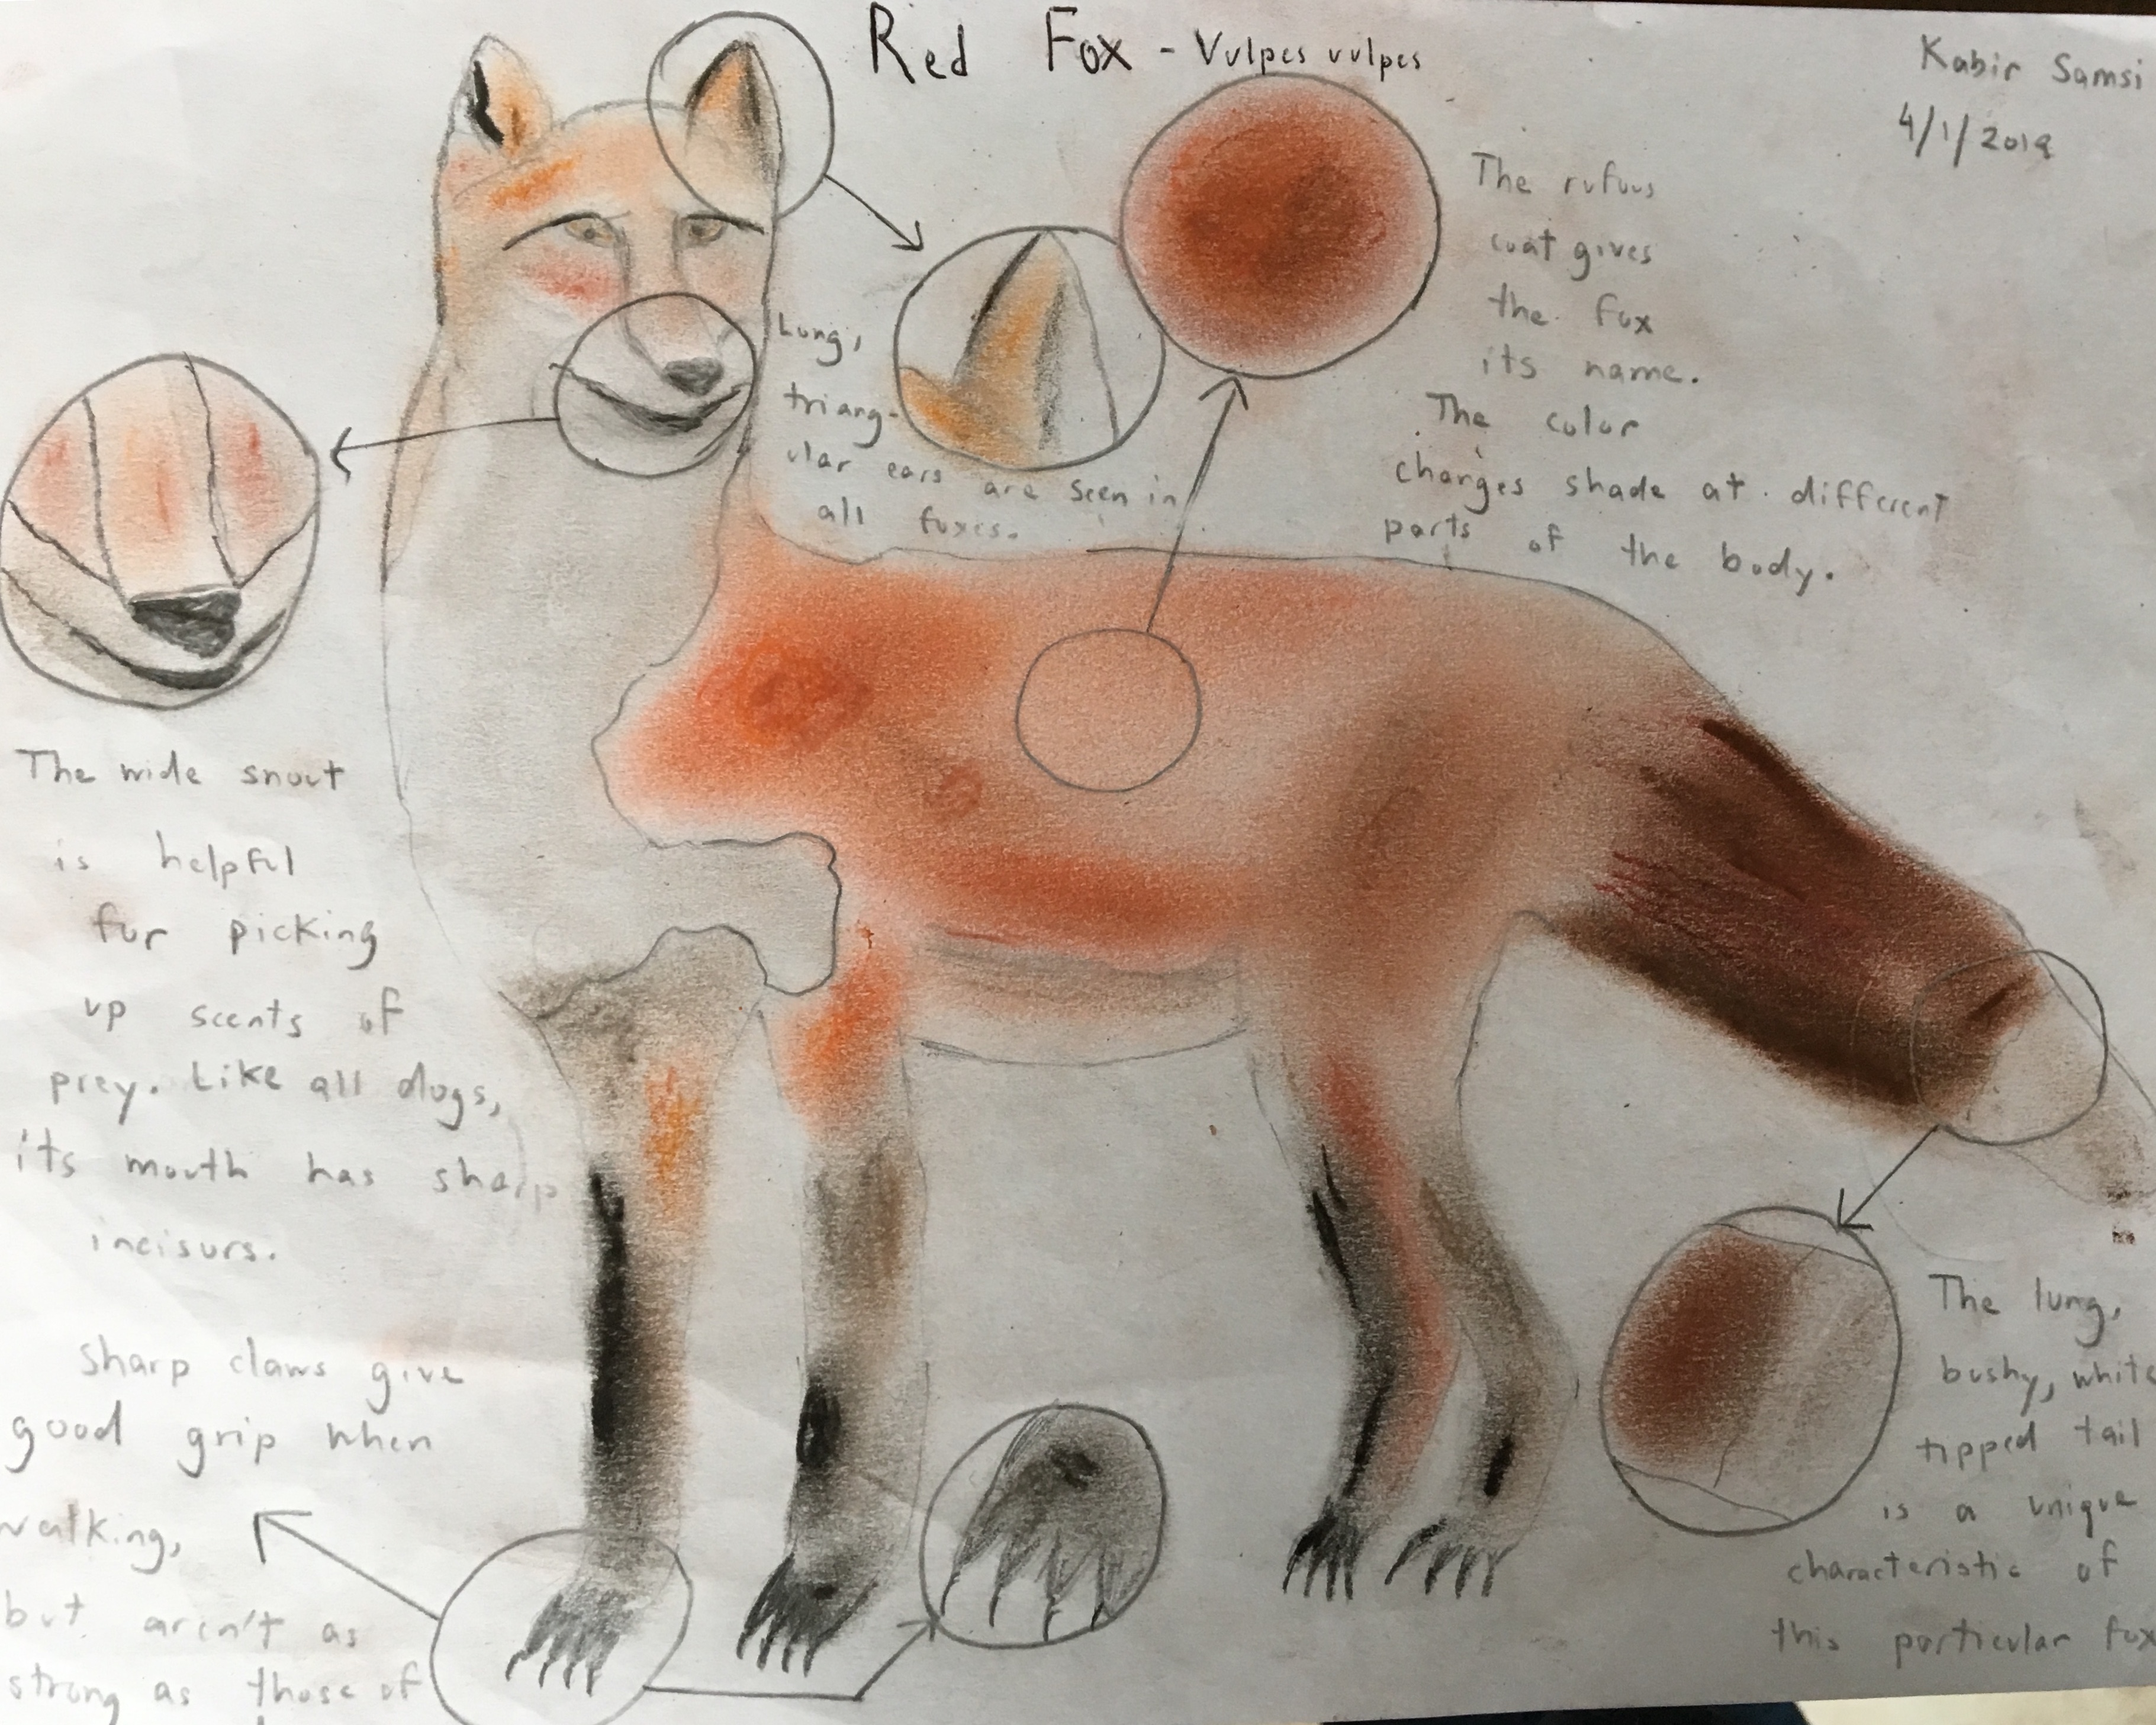 Red Fox - Vulpes vulpes
Kabir Samsi
4/1/2019
The rufous
coat gives
the fox
its name.
The color
changes shade at different
parts of the body.
Long,
triang-
ular ears are seen in
all foxes.
The wide snout
is helpful
for picking
up scents of
prey. Like all dogs,
its mouth has sharp
incisors.
Sharp claws give
good grip when
walking,
but aren't as
strong as those of
The long,
bushy, white
tipped tail
is a unique
characteristic of
this particular fox